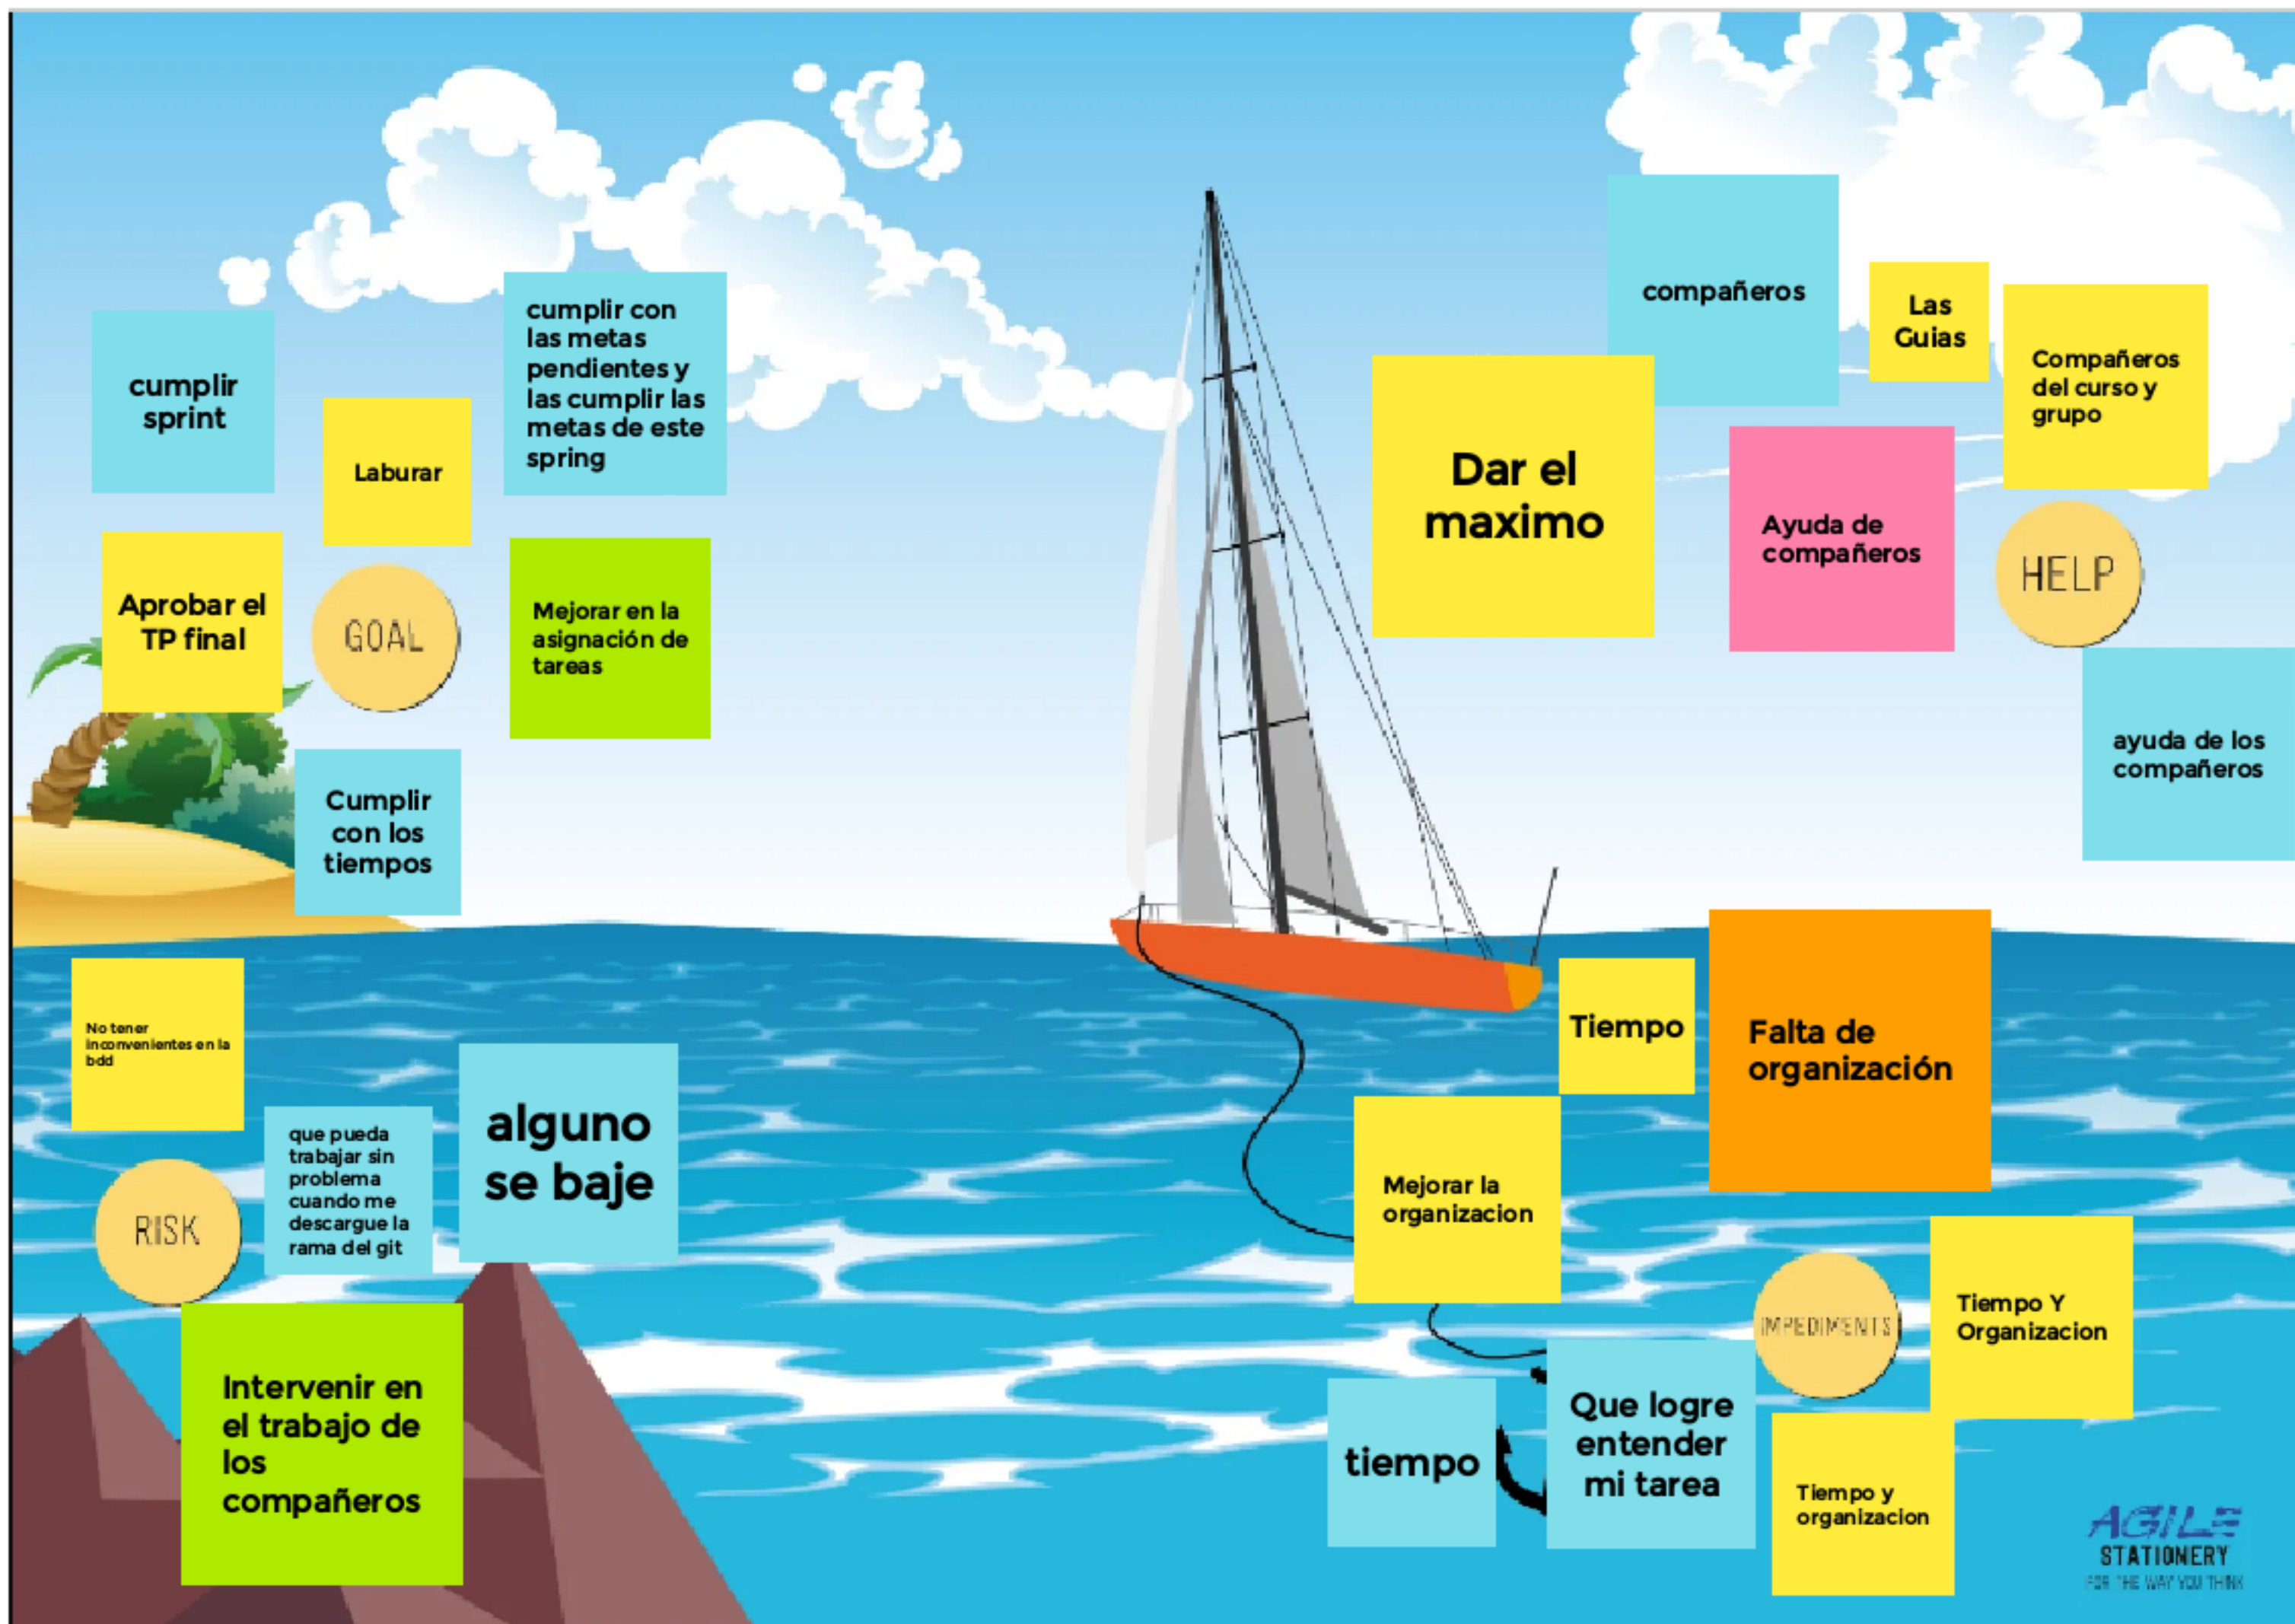 cumplir
sprint
Laburar
cumplir con
las metas
pendientes y
las cumplir las
metas de este
spring
Aprobar el
TP final
GOAL
Mejorar en la
asignación de
tareas
Cumplir
con los
tiempos
compañeros
Las
Guias
Compañeros
del curso y
grupo
Dar el
maximo
Ayuda de
compañeros
HELP
ayuda de los
compañeros
No tener
inconvenientes en la
bdd
RISK
que pueda
trabajar sin
problema
cuando me
descargue la
rama del git
alguno
se baje
Intervenir en
el trabajo de
los
compañeros
Tiempo
Falta de
organización
Mejorar la
organizacion
IMPEDIMENTS
Tiempo Y
Organizacion
tiempo
Que logre
entender
mi tarea
Tiempo y
organizacion
AGILE
STATIONERY
FOR THE WAY YOU THINK